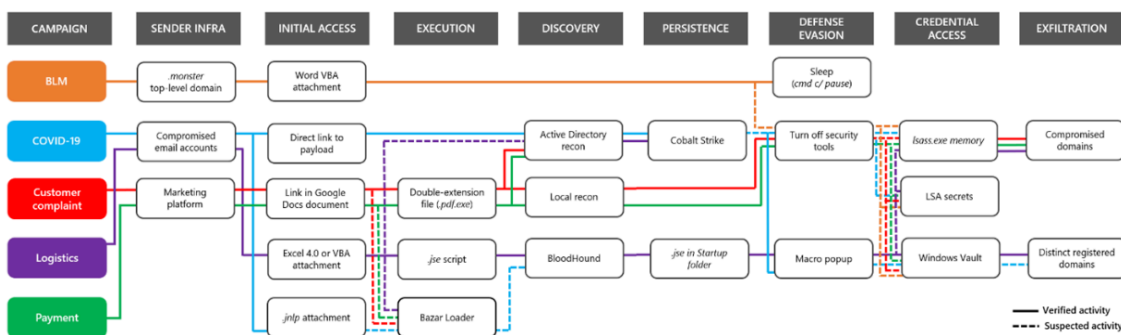 CAMPAIGN
SENDER INFRA
INITIAL ACCESS
EXECUTION
DISCOVERY
PERSISTENCE
DEFENSE
EVASION
CREDENTIAL
ACCESS
EXFILTRATION
BLM
.monster
top-level domain
Word VBA
attachment
Sleep
(cmd c/ pause)
COVID-19
Compromised
email accounts
Direct link to
payload
Active Directory
recon
Cobalt Strike
Turn off security
tools
lsass.exe memory
Compromised
domains
Customer
complaint
Marketing
platform
Link in Google
Docs document
Double-extension
file (.pdf.exe)
Local recon
LSA secrets
Logistics
Excel 4.0 or VBA
attachment
.jse script
BloodHound
.jse in Startup
folder
Macro popup
Windows Vault
Distinct registered
domains
Payment
.jnlp attachment
Bazar Loader
Verified activity
Suspected activity